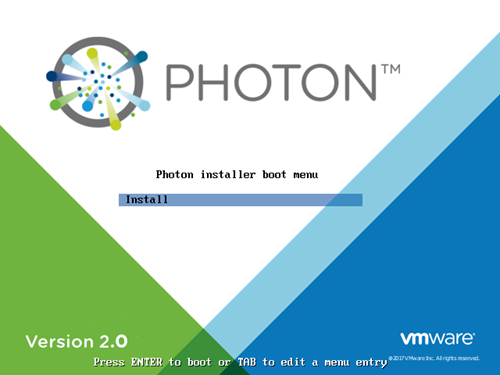 PHOTON™
Photon installer boot menu
Install
Version 2.0
vmware®
Press ENTER to boot or TAB to edit a menu entry
©2017 VMware Inc. All rights reserved.